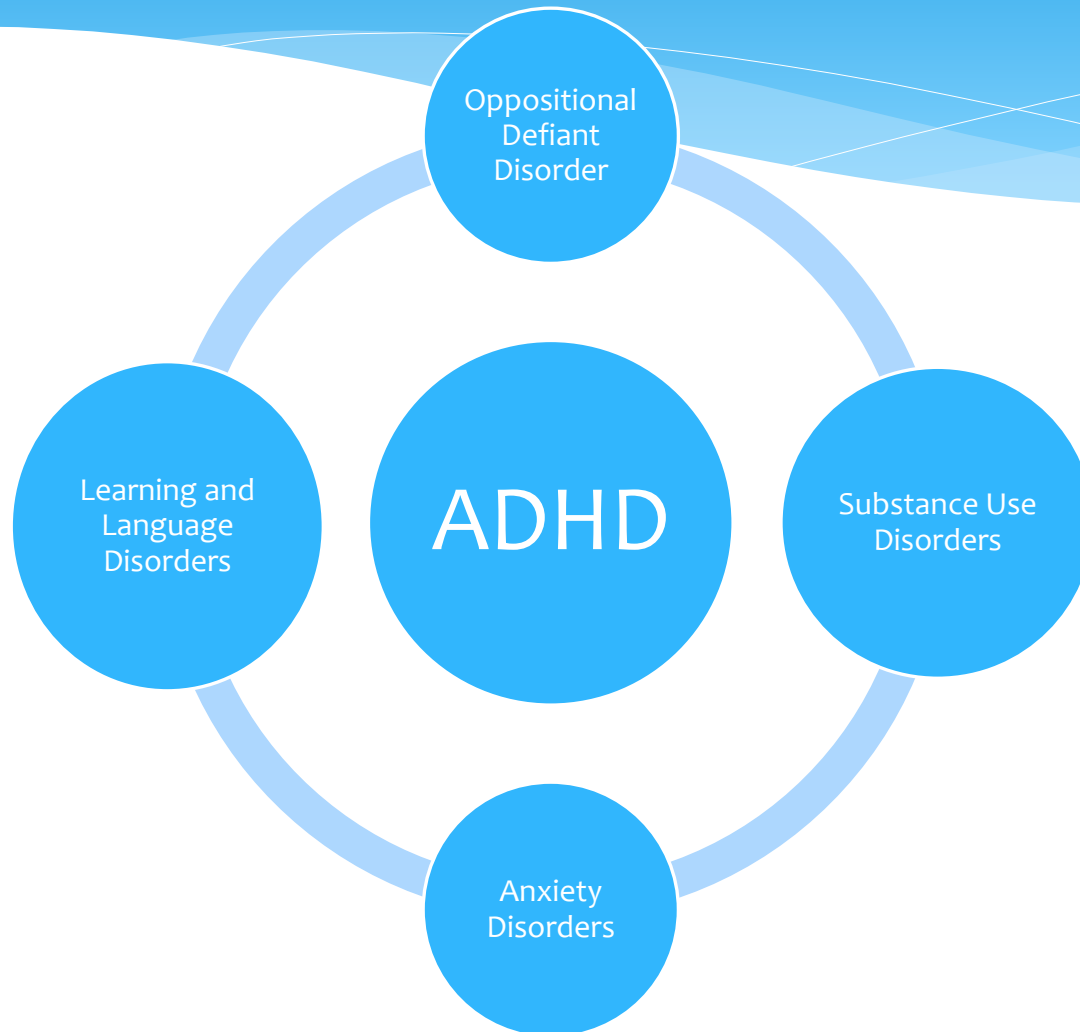 Oppositional
Defiant
Disorder
Learning and
Language
Disorders
ADHD
Substance Use
Disorders
Anxiety
Disorders